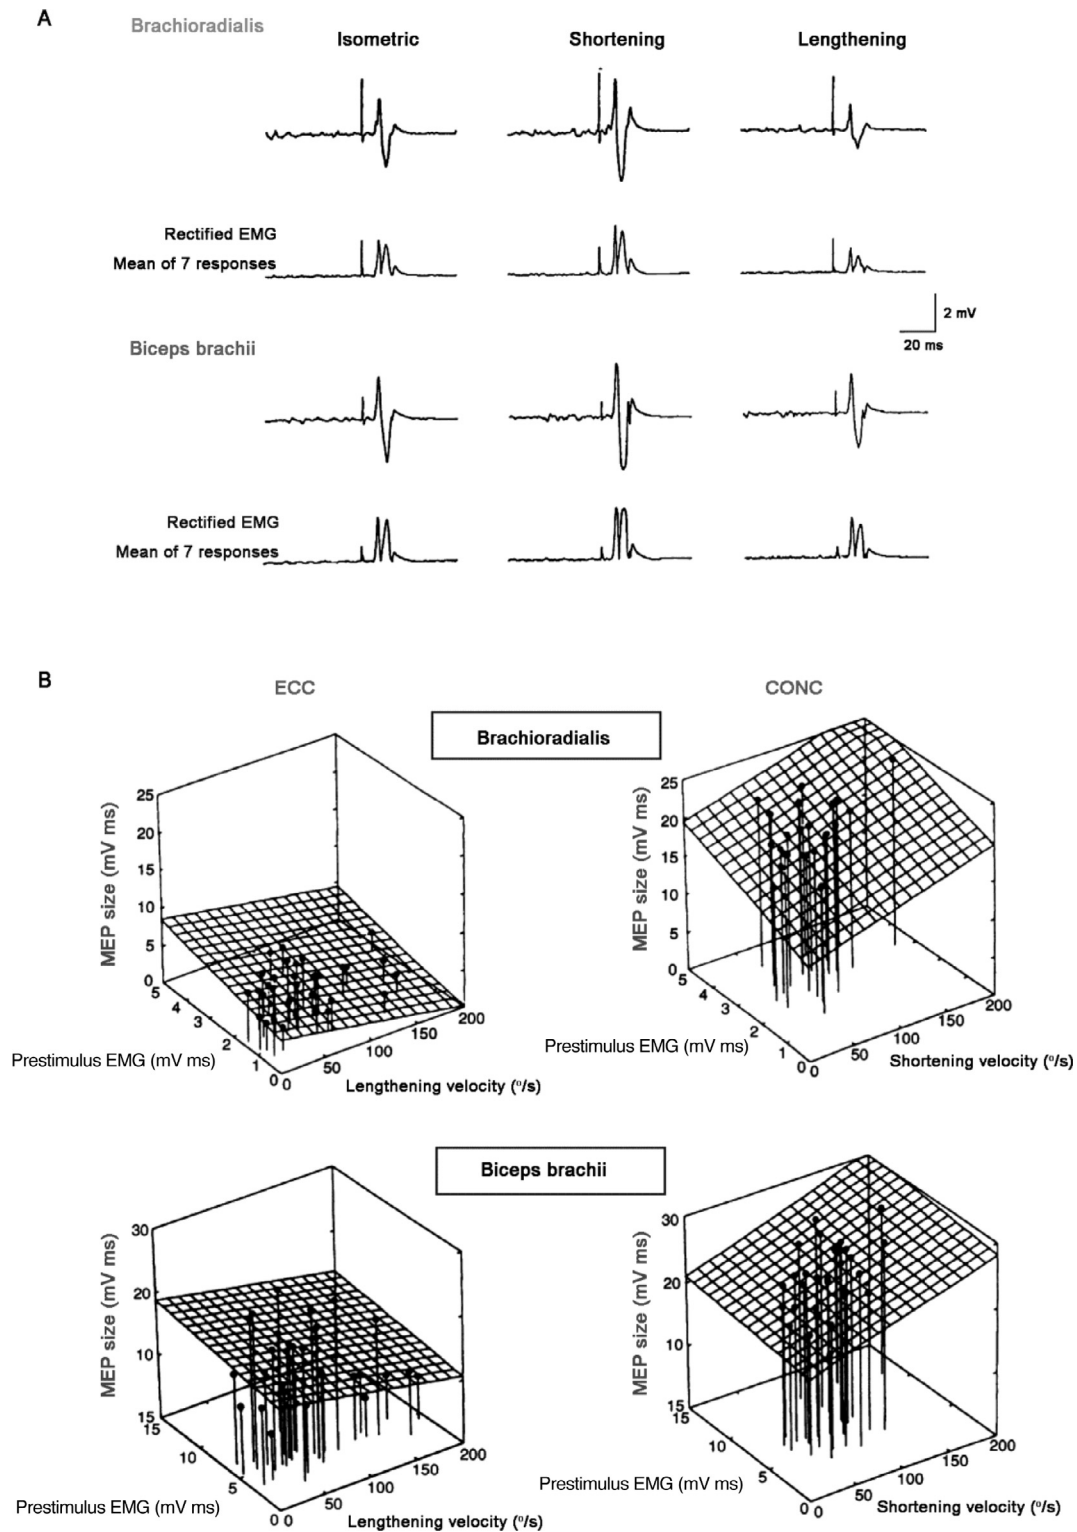 A
Brachioradialis
Isometric Shortening Lengthening
Rectified EMG
Mean of 7 responses
2 mV
20 ms
Biceps brachii
Rectified EMG
Mean of 7 responses
B
ECC CONC
Brachioradialis
MEP size (mV ms)
25
20
15
10
5
0
5
4
3
2
1
0
Prestimulus EMG (mV ms)
0
50
100
150
200
Lengthening velocity (º/s)
MEP size (mV ms)
25
20
15
10
5
0
5
4
3
2
1
0
Prestimulus EMG (mV ms)
0
50
100
150
200
Shortening velocity (º/s)
Biceps brachii
MEP size (mV ms)
30
20
10
15
15
10
5
0
Prestimulus EMG (mV ms)
0
50
100
150
200
Lengthening velocity (º/s)
MEP size (mV ms)
30
20
10
15
15
10
5
0
Prestimulus EMG (mV ms)
0
50
100
150
200
Shortening velocity (º/s)